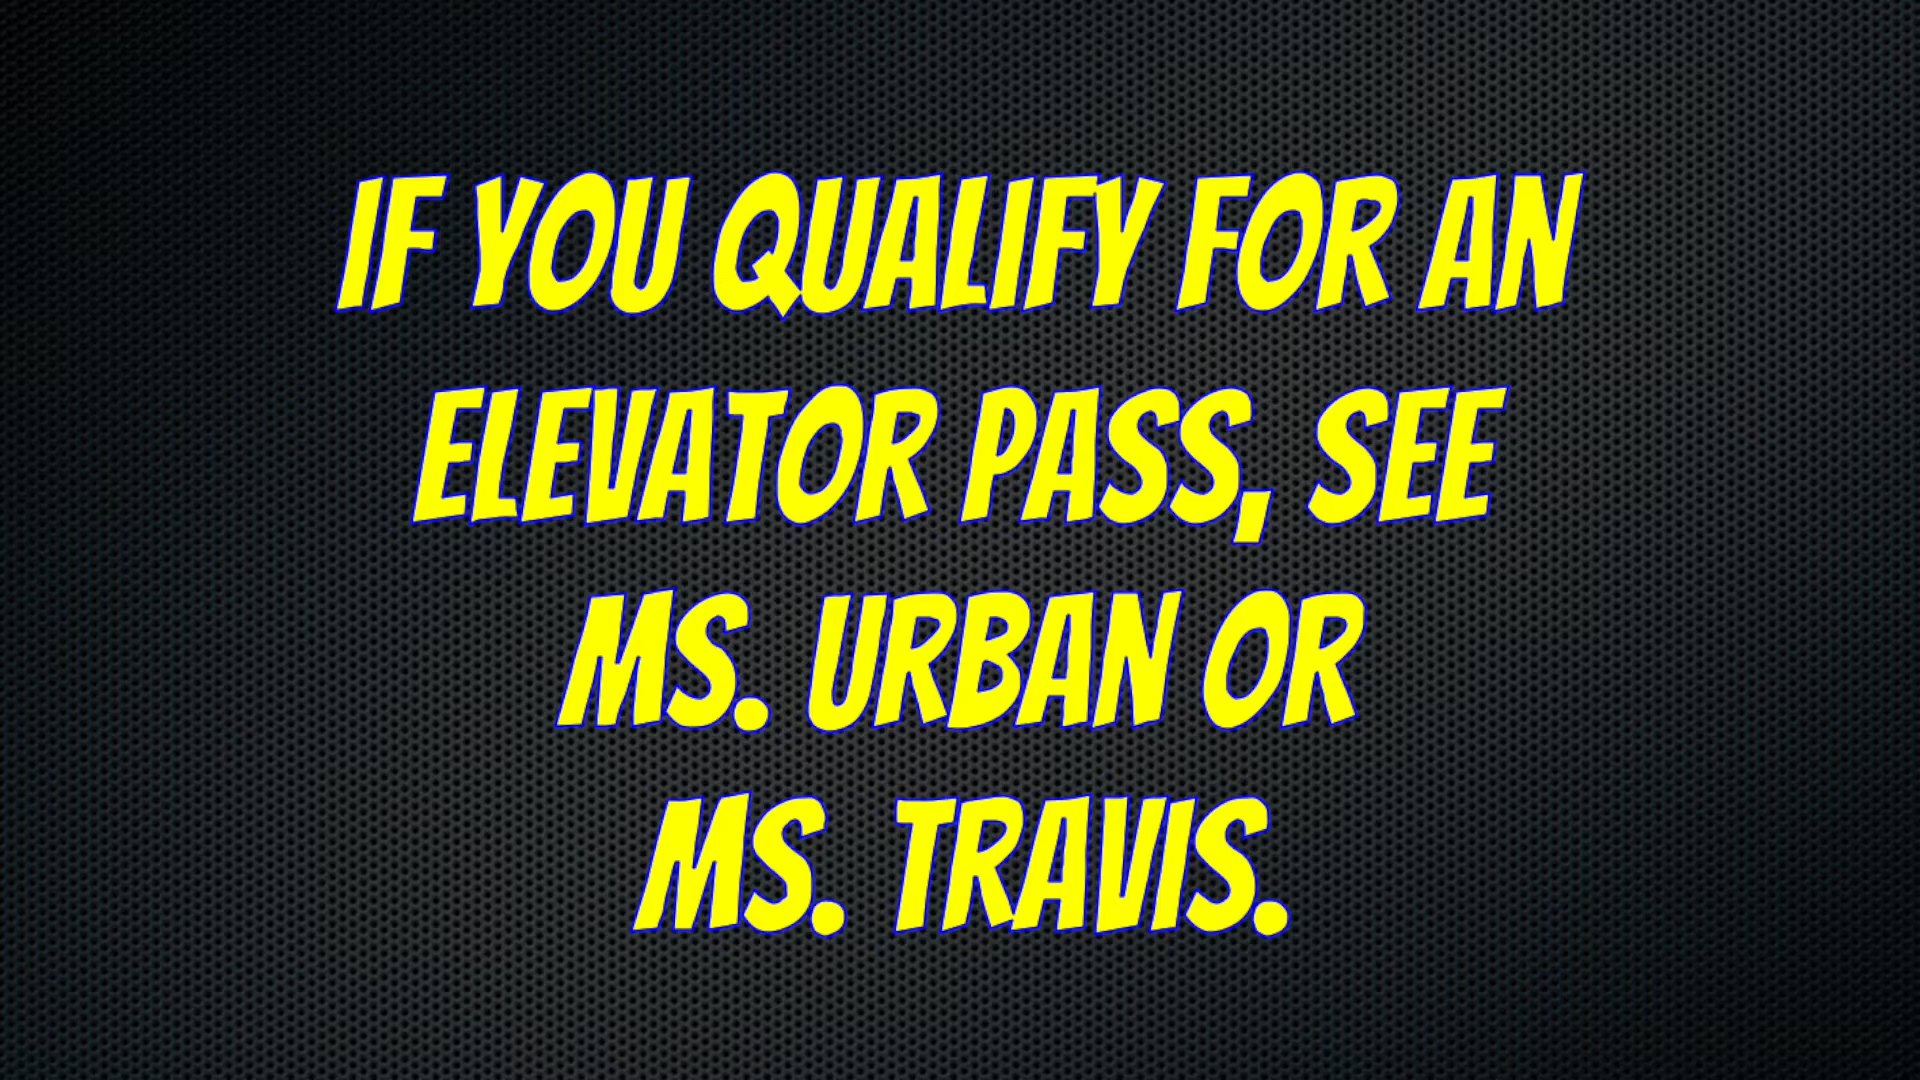 IF YOU QUALIFY FOR AN
ELEVATOR PASS, SEE
MS. URBAN OR
MS. TRAVIS.